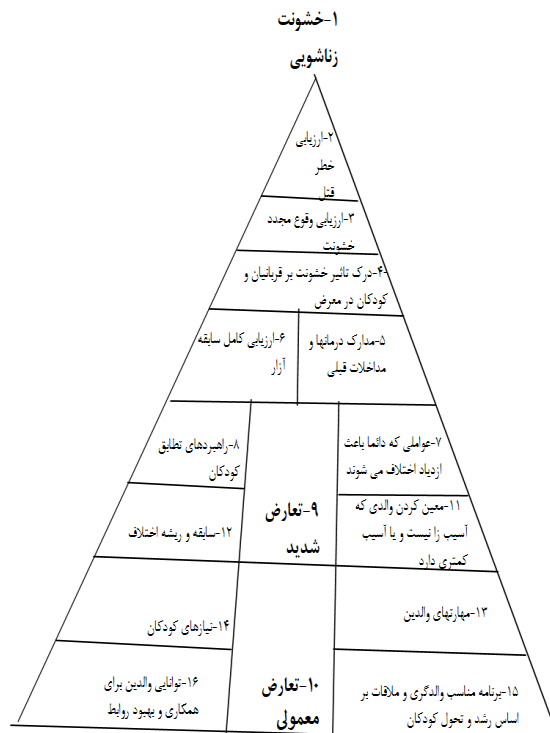 ۱-خشونت
زناشویی
۲-ارزیابی
خطر
قتل
۳-ارزیابی وقوع مجدد
خشونت
۴-درک تاثیر خشونت بر قربانیان و
کودکان در معرض
۵-مدارک درمانها و
مداخلات قبلی
۶-ارزیابی کامل سابقه
آزار
۷-عواملی که دائما باعث
ازدیاد اختلاف می شوند
۸-راهبردهای تطابق
کودکان
۹-تعارض
شدید
۱۱-معین کردن والدی که
آسیب زا نیست و یا آسیب
کمتری دارد
۱۲-سابقه و ریشه اختلاف
۱۳-مهارتهای والدین
۱۴-نیازهای کودکان
۱۰-تعارض
معمولی
۱۵-برنامه مناسب والدگری و ملاقات بر
اساس رشد و تحول کودکان
۱۶-توانایی والدین برای
همکاری و بهبود روابط